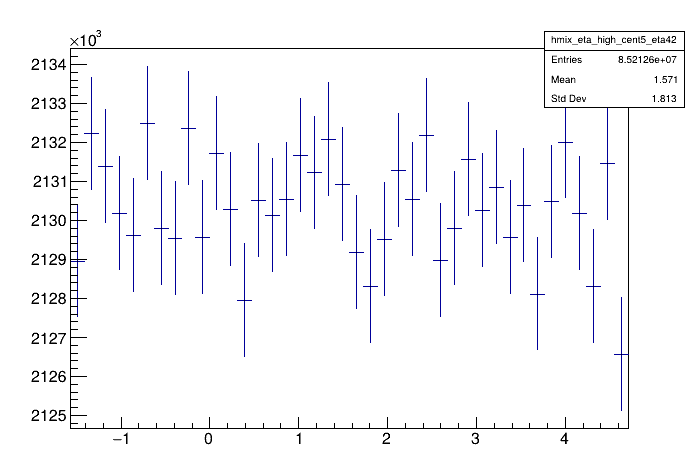 ×10³
hmix_eta_high_cent5_eta42
Entries 8.52126e+07
Mean 1.571
Std Dev 1.813
2134
2133
2132
2131
2130
2129
2128
2127
2126
2125
−1 0 1 2 3 4